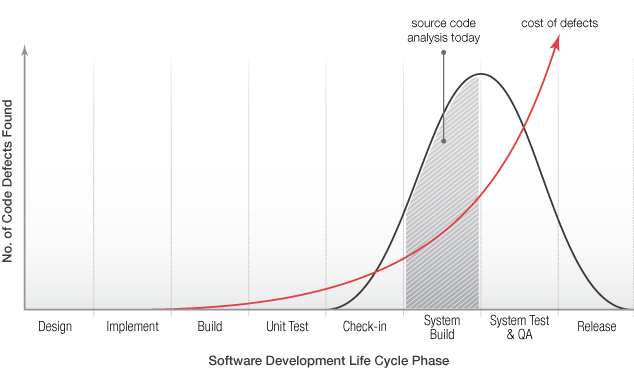 source code
analysis today
cost of defects
No. of Code Defects Found
Design
Implement
Build
Unit Test
Check-in
System
Build
System Test
& QA
Release
Software Development Life Cycle Phase